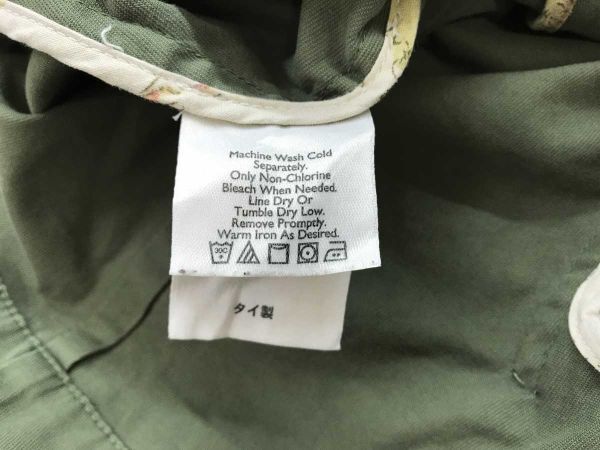 Machine Wash Cold
Separately.
Only Non-Chlorine
Bleach When Needed.
Line Dry Or
Tumble Dry Low.
Remove Promptly.
Warm Iron As Desired.
30C
タイ製